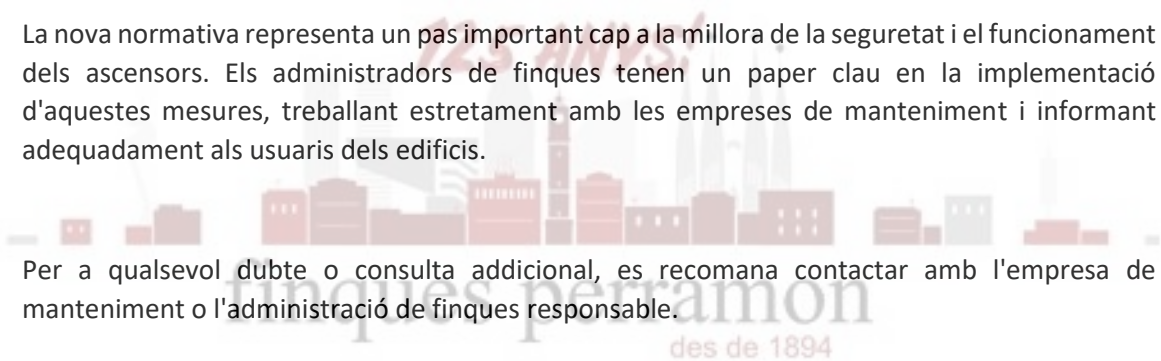 125 ANYS!
La nova normativa representa un pas important cap a la millora de la seguretat i el funcionament
dels ascensors. Els administradors de finques tenen un paper clau en la implementació
d'aquestes mesures, treballant estretament amb les empreses de manteniment i informant
adequadament als usuaris dels edificis.
Per a qualsevol dubte o consulta addicional, es recomana contactar amb l'empresa de
manteniment o l'administració de finques responsable.
finques perramon
des de 1894